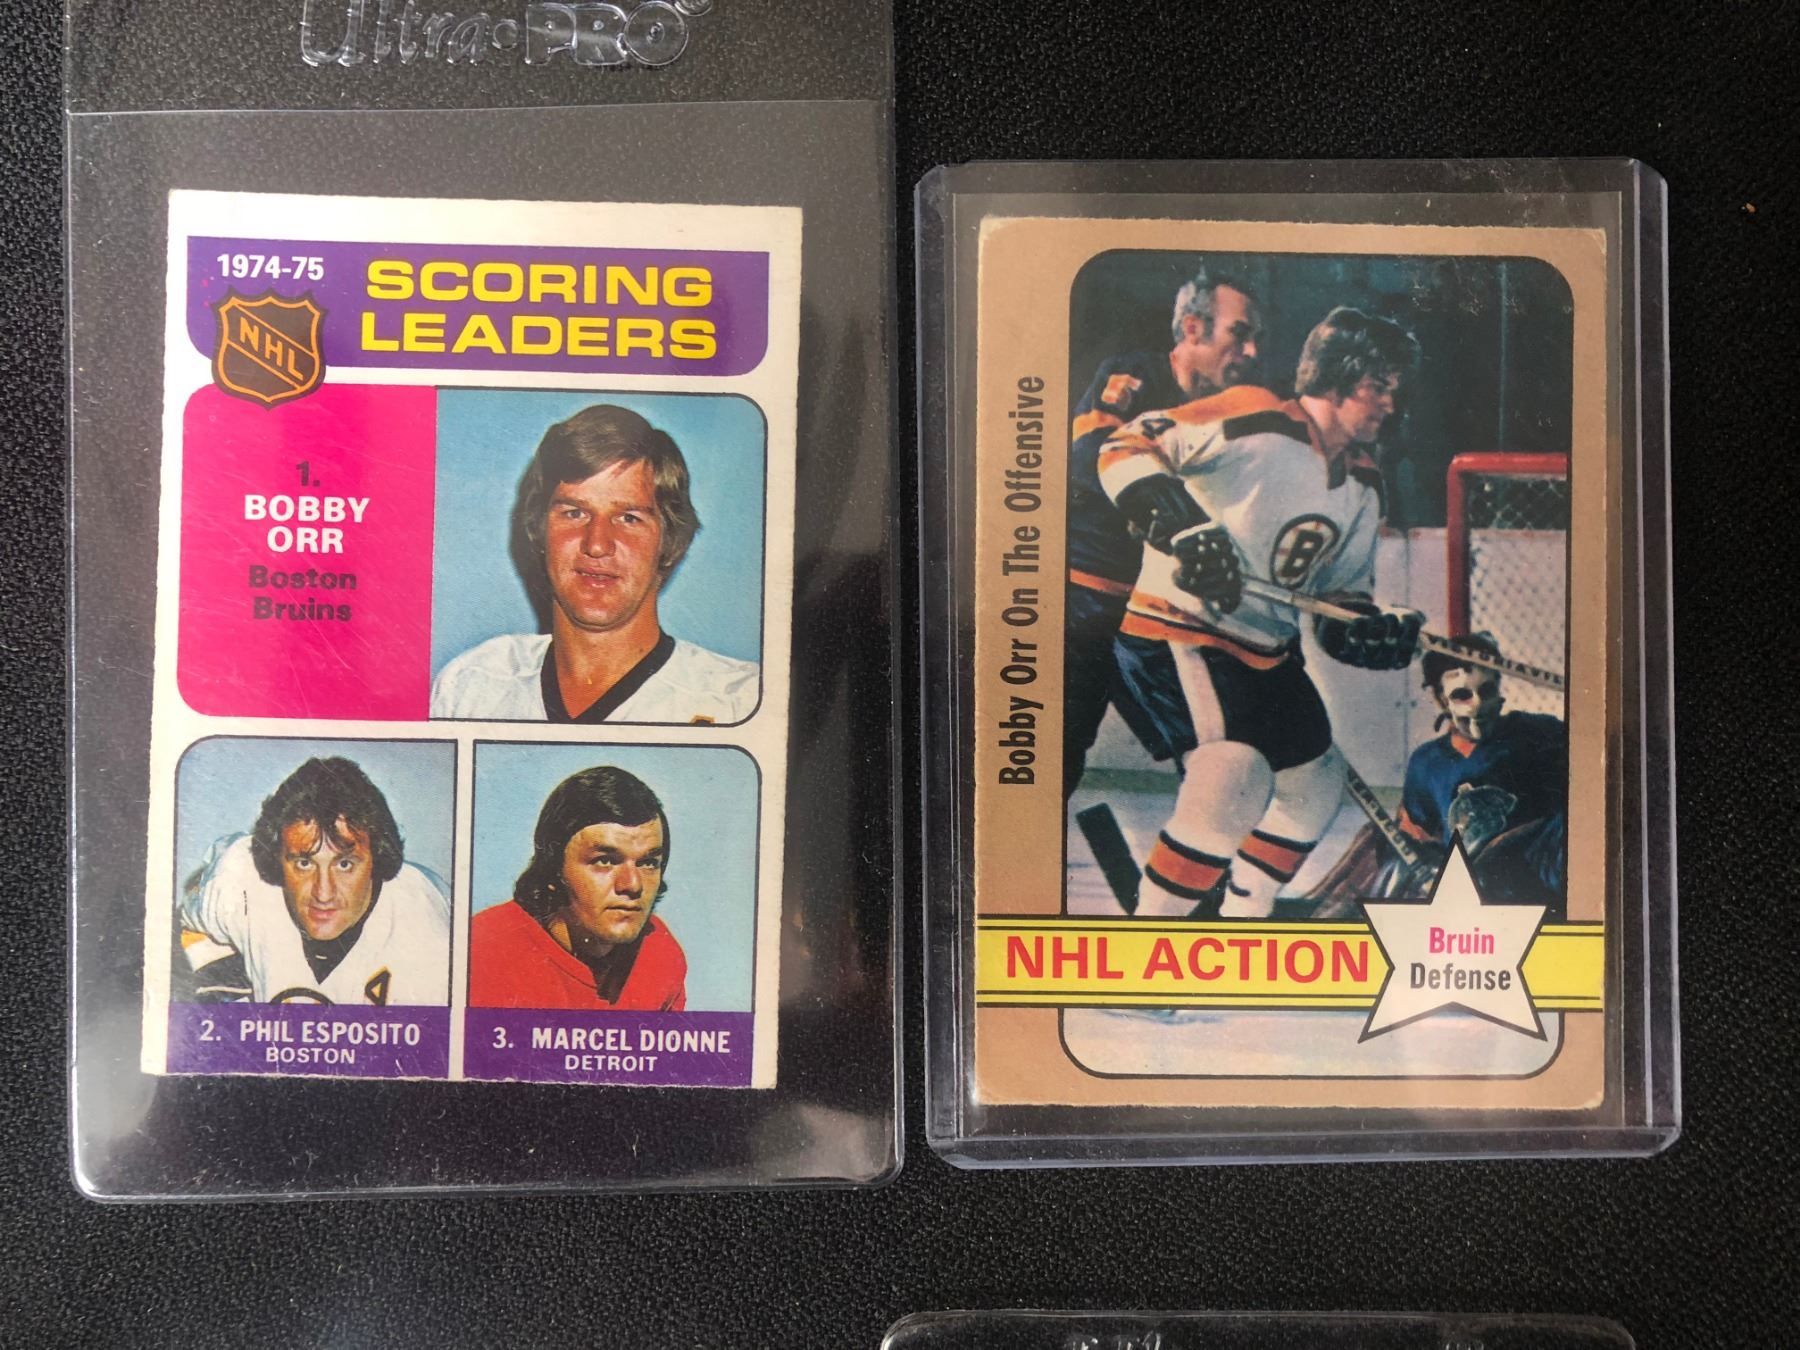 Ultra·PRO
1974-75
SCORING
LEADERS
NHL
1.
BOBBY
ORR
Boston
Bruins
2. PHIL ESPOSITO
BOSTON
3. MARCEL DIONNE
DETROIT
Bobby Orr On The Offensive
B
NHL ACTION
Bruin
Defense